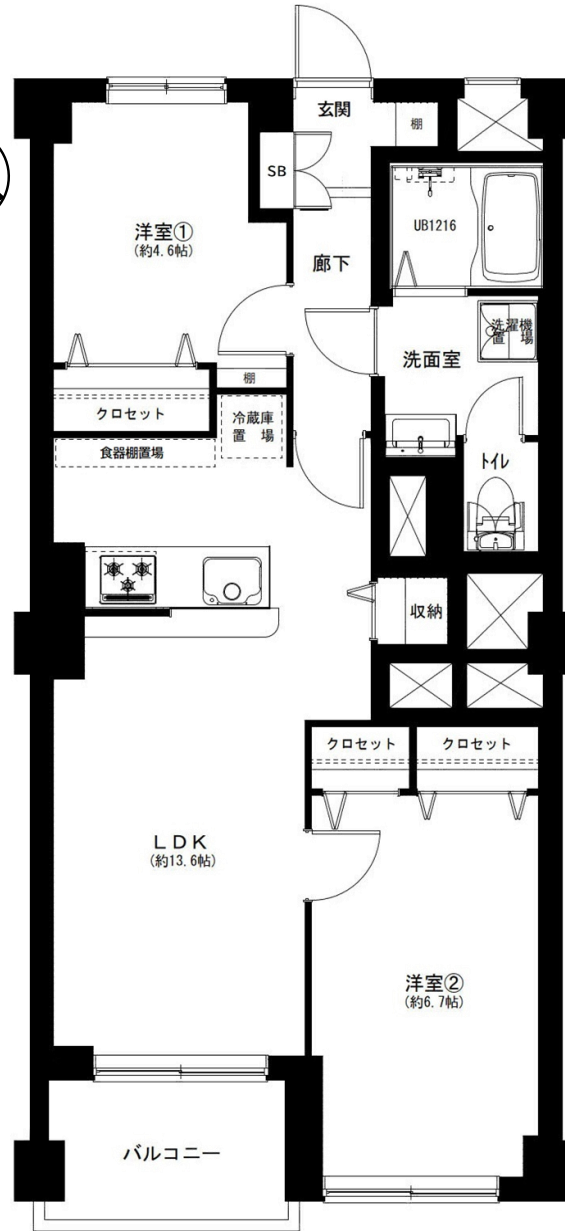 玄関
棚
SB
洋室①
(約4.6帖)
UB1216
廊下
洗濯機
置場
洗面室
棚
クロゼット
冷蔵庫
置 場
食器棚置場
トイレ
収納
クロゼット
クロゼット
LDK
(約13.6帖)
洋室②
(約6.7帖)
バルコニー